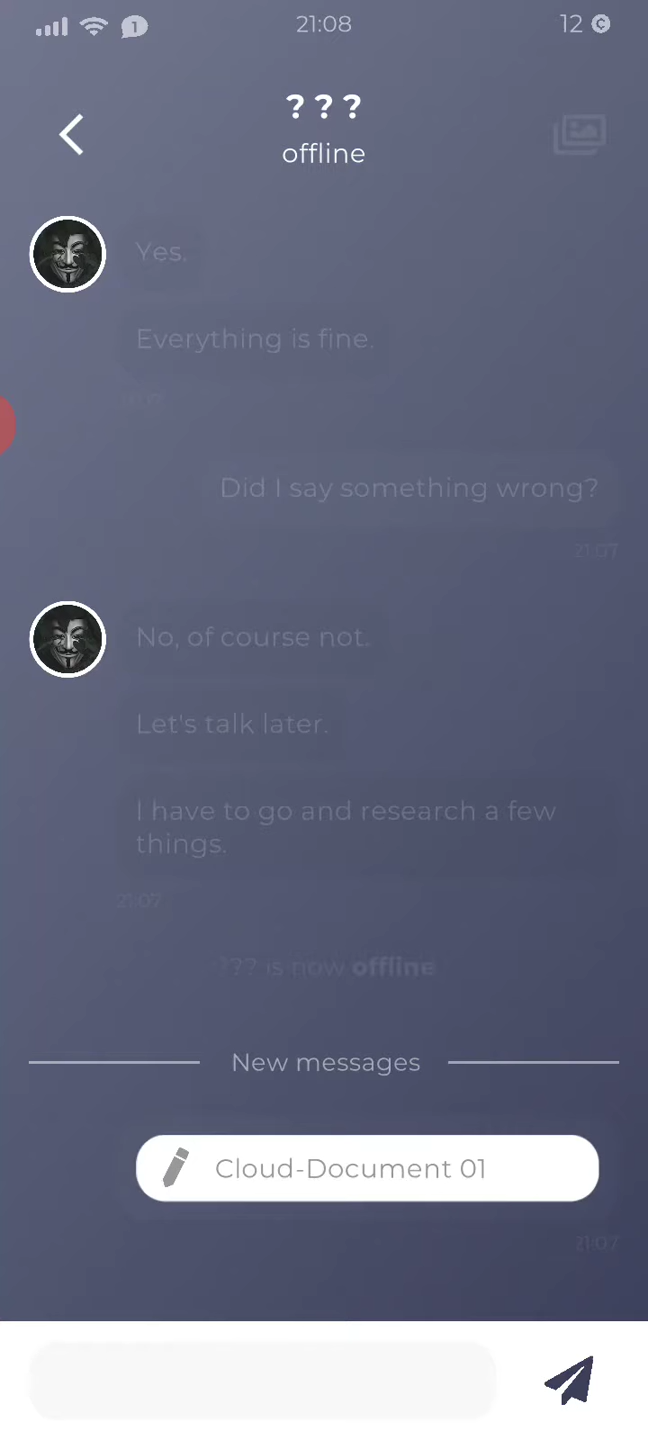 1 21:08 12 C
? ? ?
offline
Yes.
Everything is fine.
Did I say something wrong?
21:07
No, of course not.
Let's talk later.
I have to go and research a few
things.
21:07
??? is now offline
New messages
Cloud-Document 01
21:07